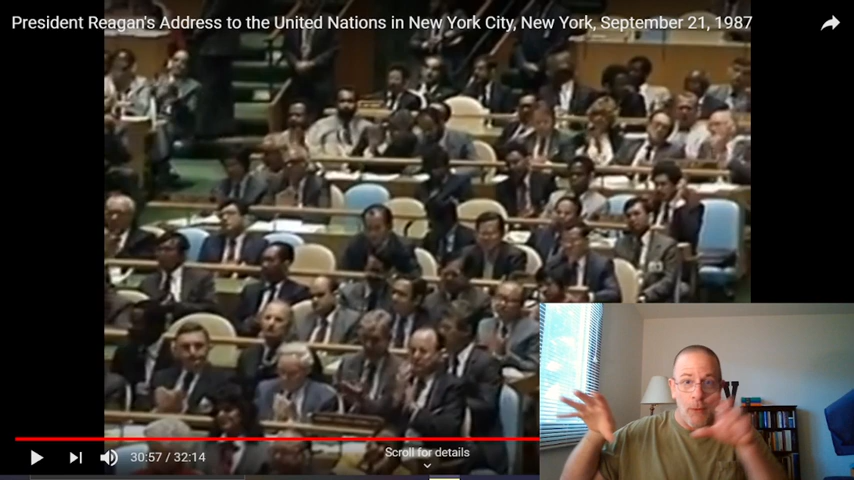 President Reagan's Address to the United Nations in New York City, New York, September 21, 1987
30:57 / 32:14
Scroll for details